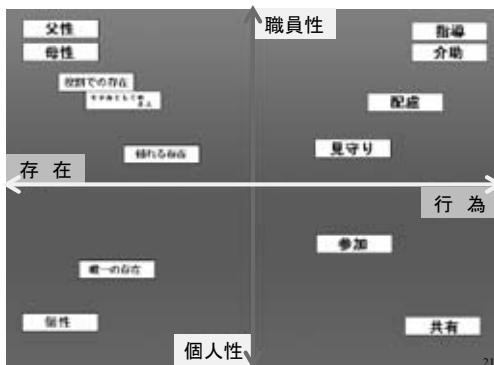 職員性
父性
母性
指導
介助
役割での存在
配慮
頼れる存在
見守り
存 在
行 為
参加
唯一の存在
個性
共有
個人性
21